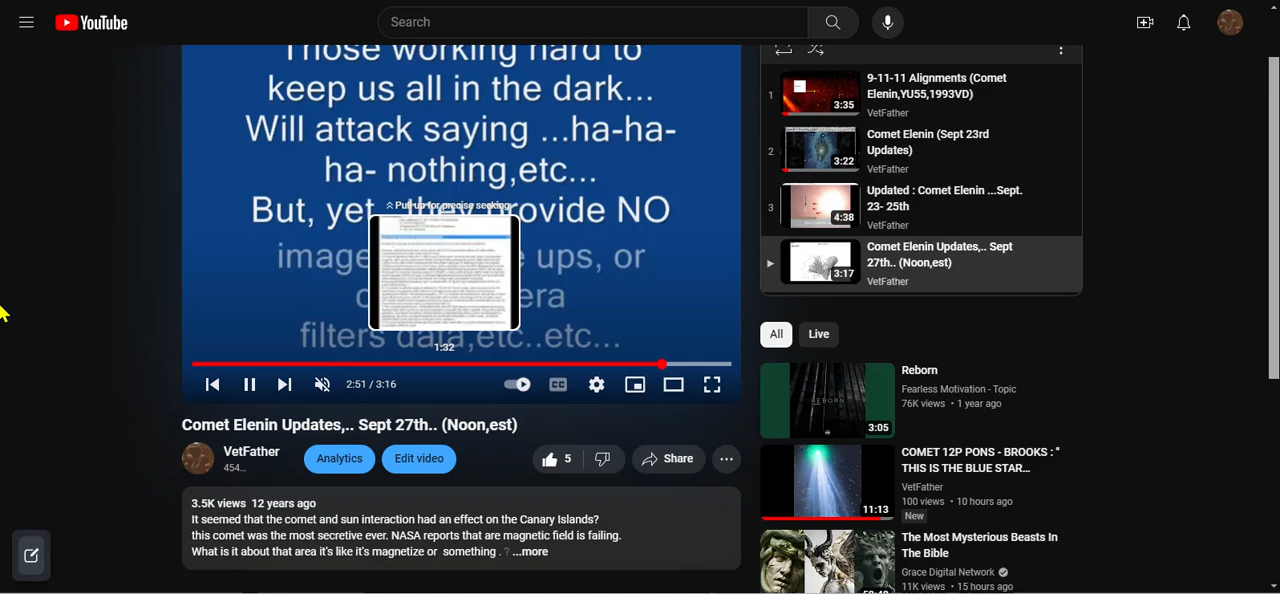 YouTube
Search
Those working hard to
keep us all in the dark...
Will attack saying ...ha-ha-
ha- nothing,etc...
But, yet
rovide NO
image
ups, or
era
filters data,etc..etc...
Pull up for precise seeking
1:32
2:51 / 3:16
CC
Comet Elenin Updates,.. Sept 27th.. (Noon,est)
VetFather
454...
Analytics
Edit video
5
Share
3.5K views 12 years ago
It seemed that the comet and sun interaction had an effect on the Canary Islands?
this comet was the most secretive ever. NASA reports that are magnetic field is failing.
What is it about that area it's like it's magnetize or something . ? ...more
1
3:35
9-11-11 Alignments (Comet
Elenin,YU55,1993VD)
VetFather
2
3:22
Comet Elenin (Sept 23rd
Updates)
VetFather
3
4:38
Updated : Comet Elenin ...Sept.
23- 25th
VetFather
3:17
Comet Elenin Updates,.. Sept
27th.. (Noon,est)
VetFather
All
Live
REBORN
3:05
Reborn
Fearless Motivation - Topic
76K views • 1 year ago
11:13
COMET 12P PONS - BROOKS : "
THIS IS THE BLUE STAR...
VetFather
100 views • 10 hours ago
New
The Most Mysterious Beasts In
The Bible
Grace Digital Network
11K views • 15 hours ago